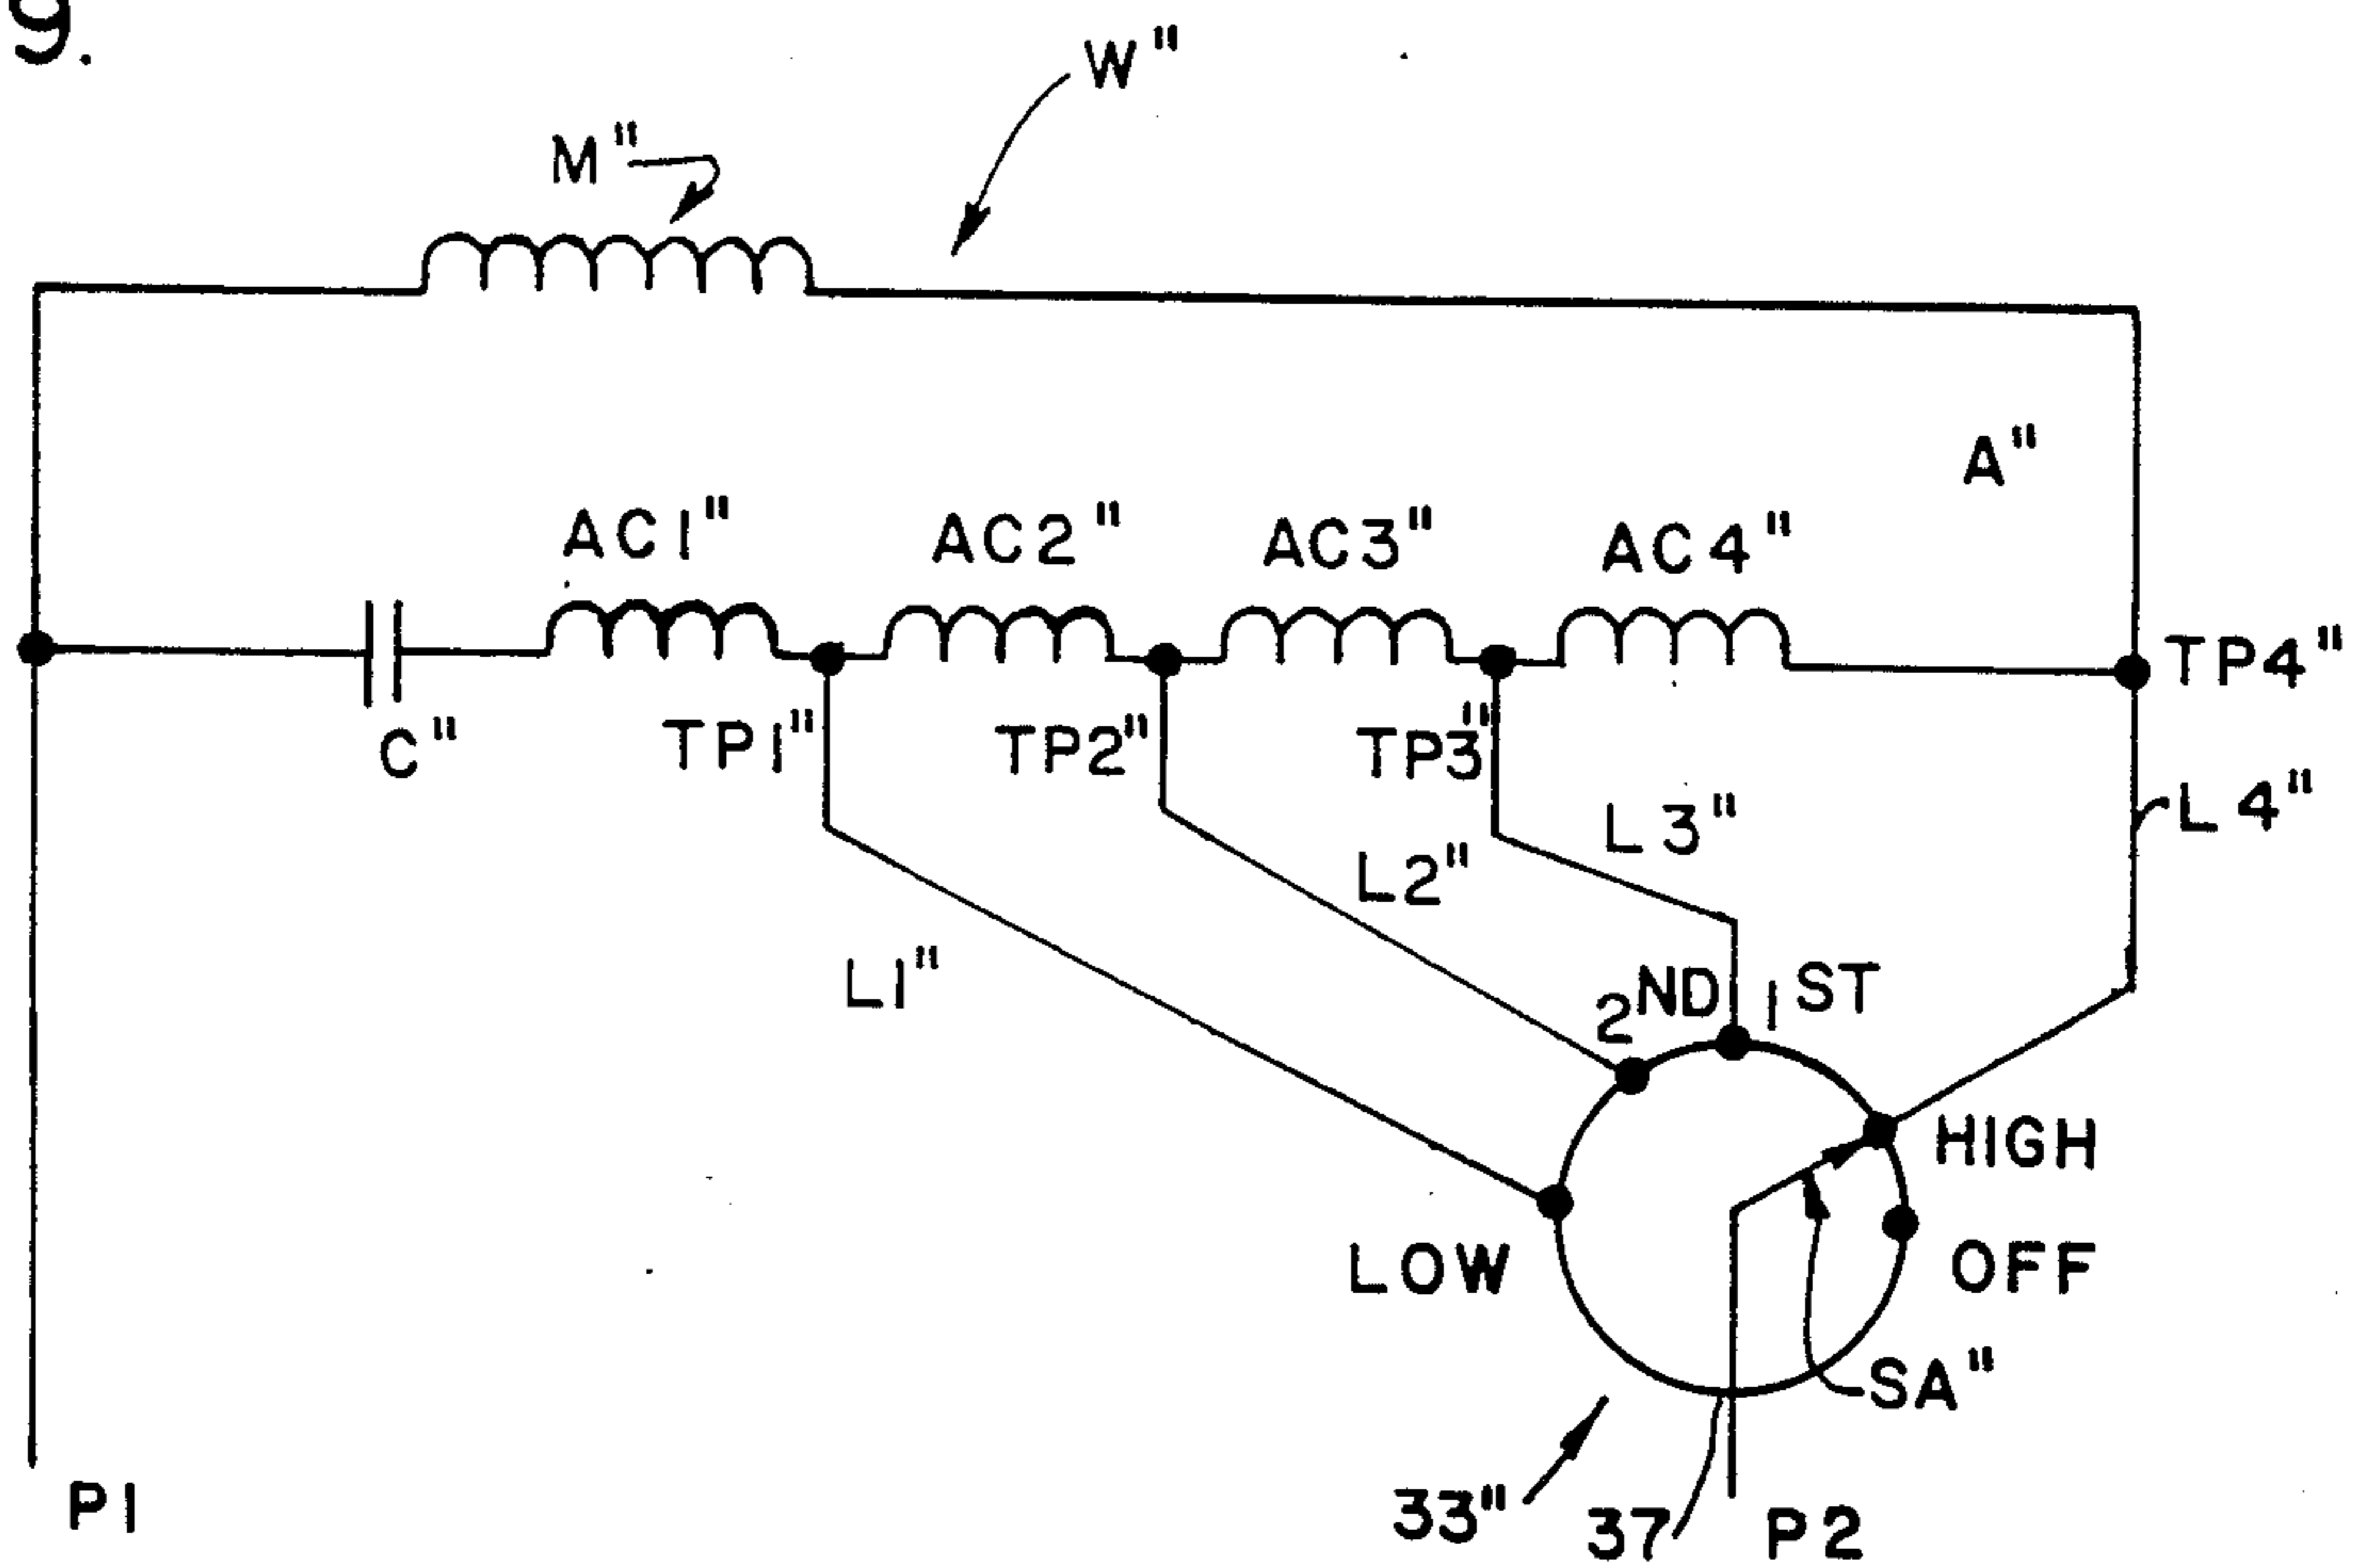 9.
W"
M"
A"
AC1" AC2" AC3" AC4"
TP4"
C" TP1" TP2" TP3"
L4"
L3"
L2"
L1"
2ND 1ST
HIGH
LOW OFF
SA"
33" 37 P2
P1